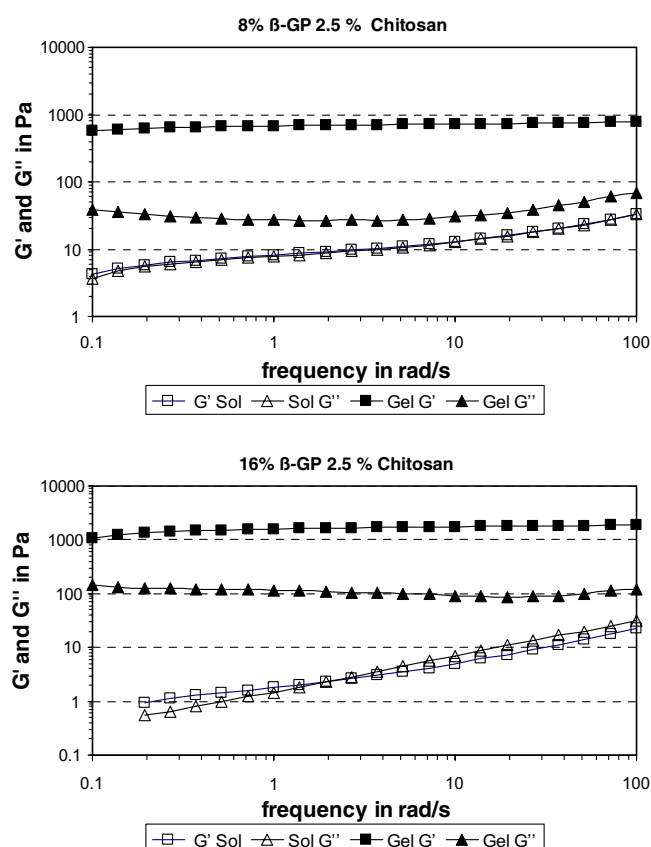 8% ß-GP 2.5 % Chitosan
10000
1000
100
10
1
G' and G'' in Pa
0.1 1 10 100
frequency in rad/s
G' Sol Sol G'' Gel G' Gel G''
16% ß-GP 2.5 % Chitosan
10000
1000
100
10
1
0.1
G' and G'' in Pa
0.1 1 10 100
frequency in rad/s
G' Sol Sol G'' Gel G' Gel G''